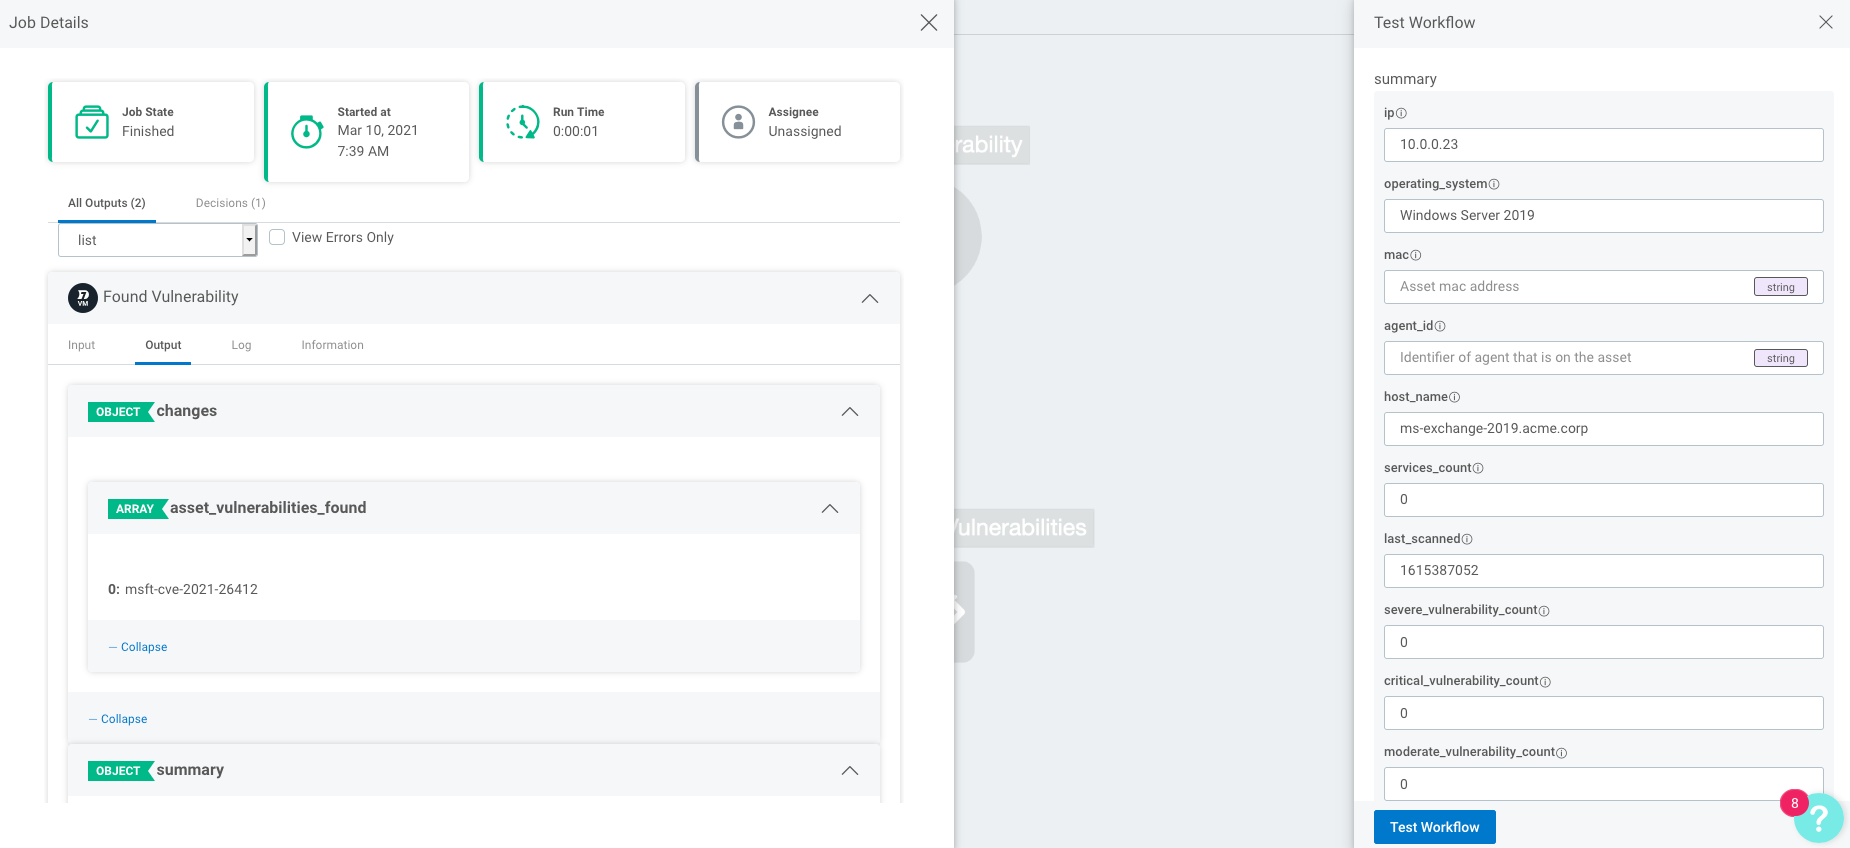 Job Details
Job State
Finished
Started at
Mar 10, 2021
7:39 AM
Run Time
0:00:01
Assignee
Unassigned
All Outputs (2)
Decisions (1)
list
View Errors Only
VM
Found Vulnerability
Input
Output
Log
Information
OBJECT changes
ARRAY asset_vulnerabilities_found
0: msft-cve-2021-26412
— Collapse
— Collapse
OBJECT summary
rability
Vulnerabilities
Test Workflow
summary
ip
10.0.0.23
operating_system
Windows Server 2019
mac
Asset mac address
string
agent_id
Identifier of agent that is on the asset
string
host_name
ms-exchange-2019.acme.corp
services_count
0
last_scanned
1615387052
severe_vulnerability_count
0
critical_vulnerability_count
0
moderate_vulnerability_count
0
8
?
Test Workflow